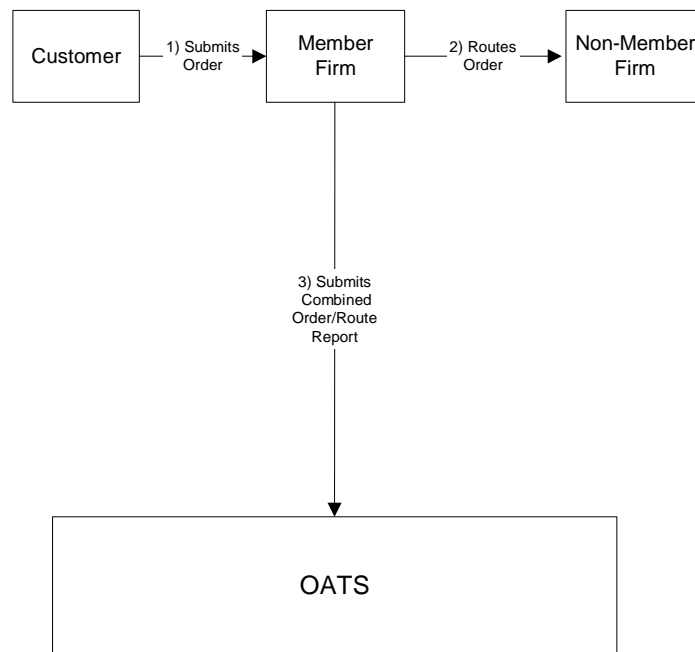 Customer
1) Submits
Order
Member
Firm
2) Routes
Order
Non-Member
Firm
3) Submits
Combined
Order/Route
Report
OATS